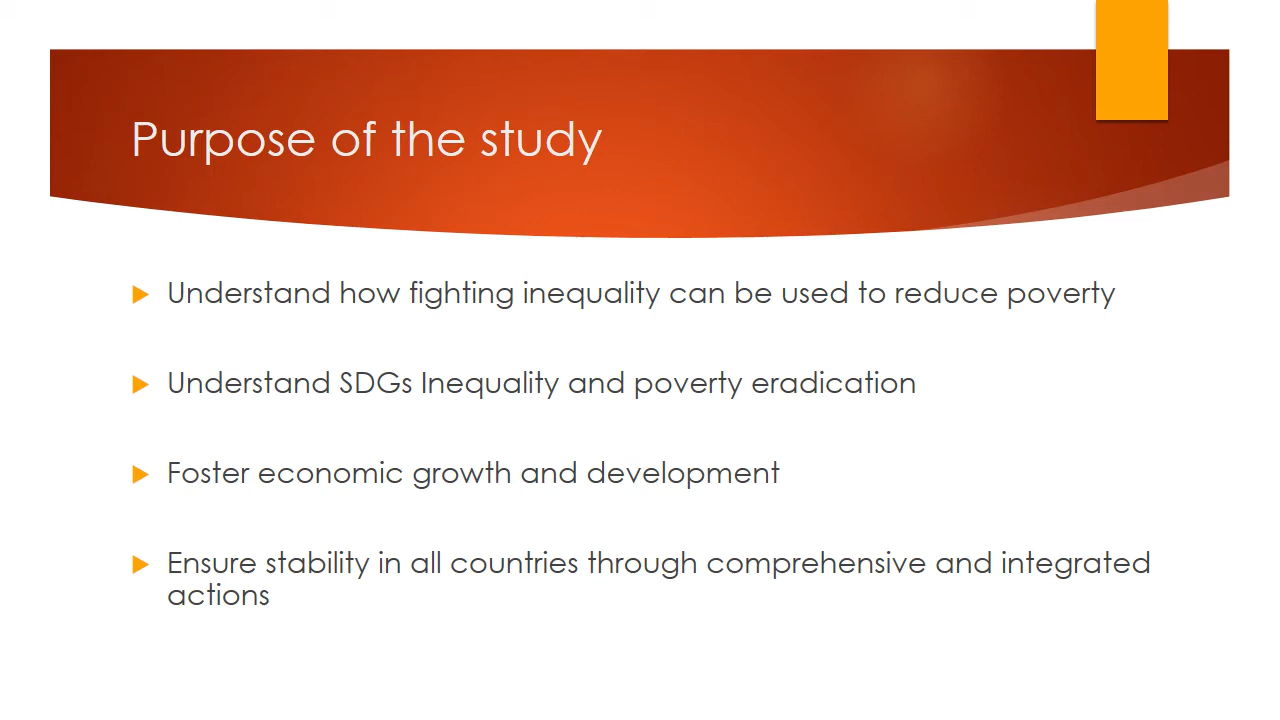 Purpose of the study
Understand how fighting inequality can be used to reduce poverty
Understand SDGs Inequality and poverty eradication
Foster economic growth and development
Ensure stability in all countries through comprehensive and integrated
actions